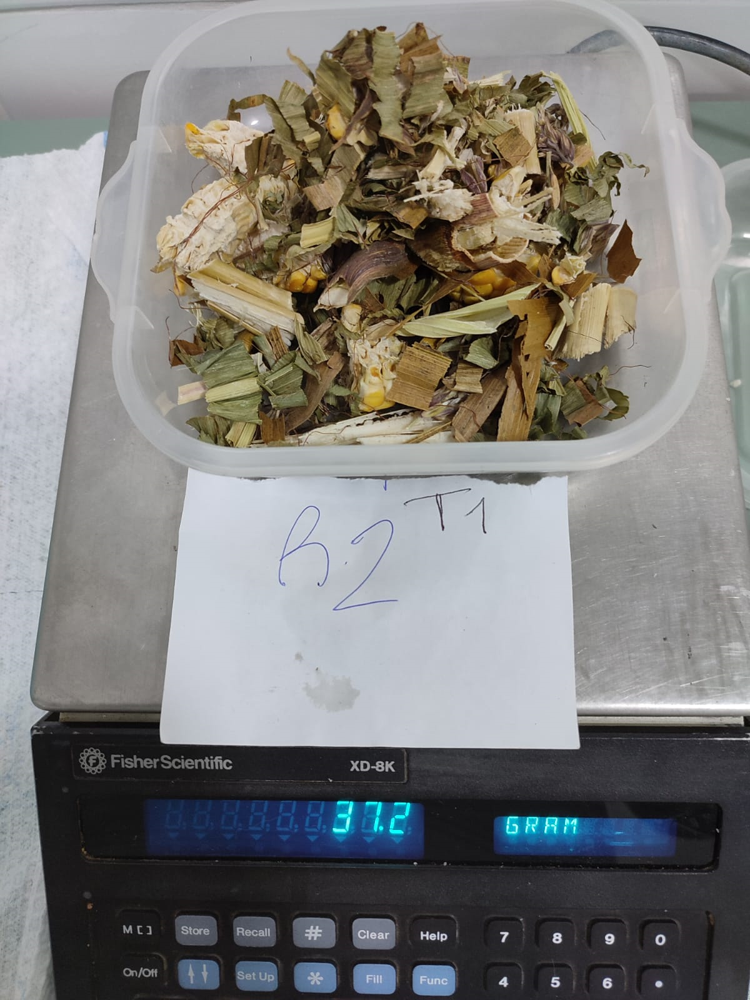 T1
R.2
FisherScientific XD-8K
37.2 GRAM
M [ ] Store Recall # Clear Help 7 8 9 0
On/Off ↑↓ Set Up * Fill Func 4 5 6 .